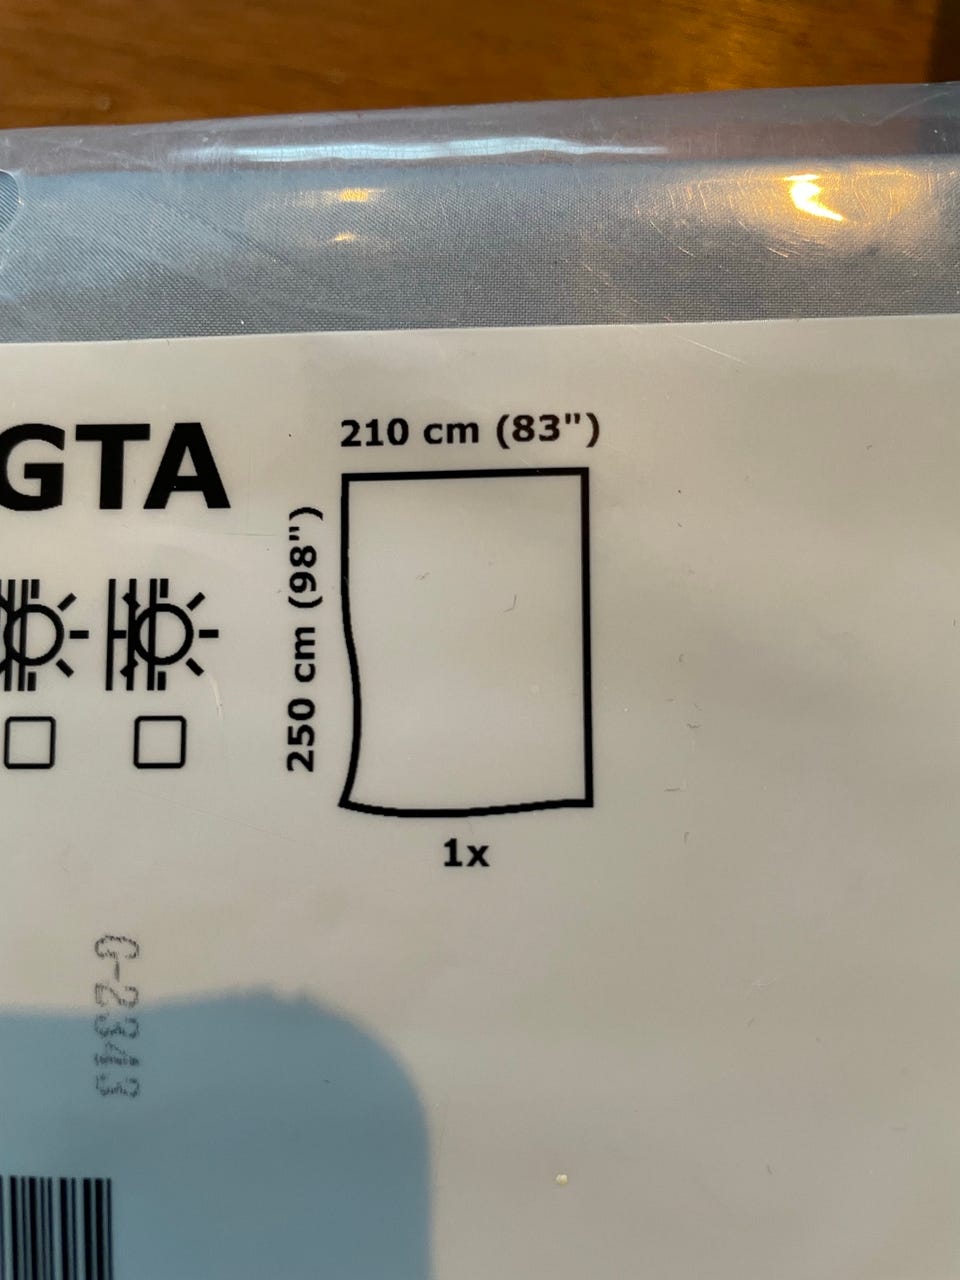 GTA
210 cm (83")
250 cm (98")
1x
G-2343